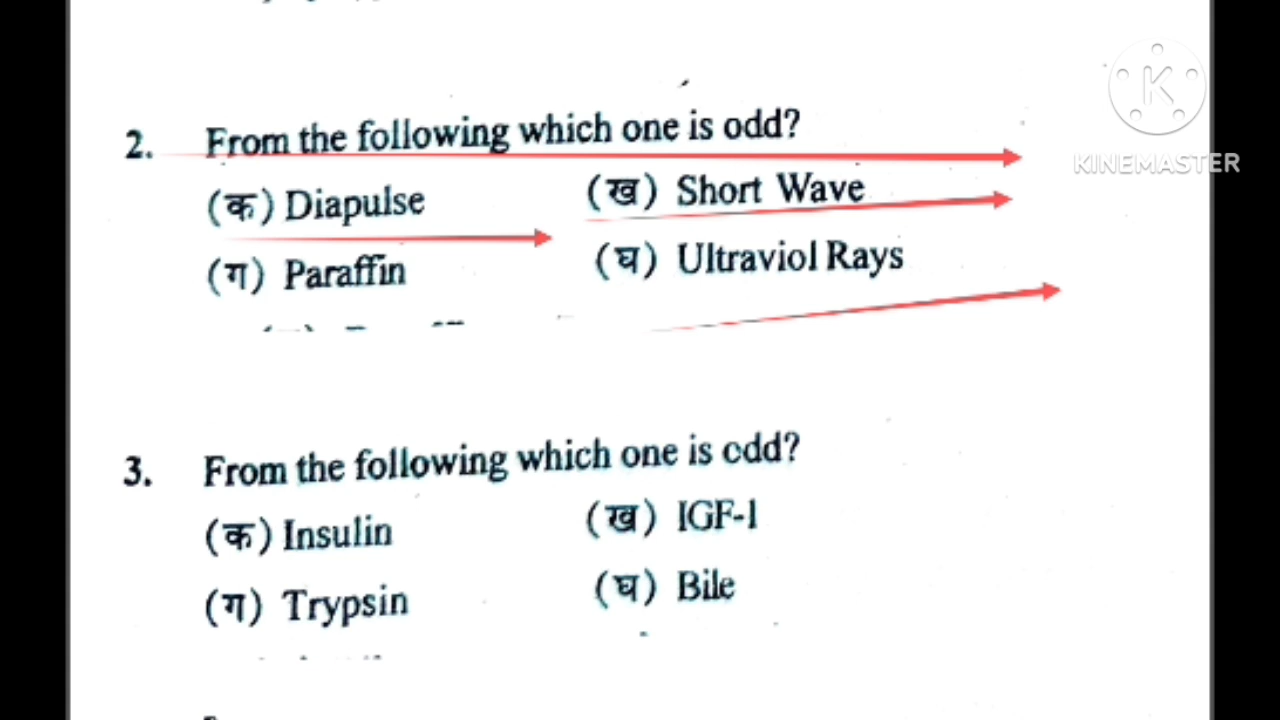 2. From the following which one is odd?
(क) Diapulse (ख) Short Wave
(ग) Paraffin (घ) Ultraviol Rays
3. From the following which one is odd?
(क) Insulin (ख) IGF-1
(ग) Trypsin (घ) Bile
KINEMASTER